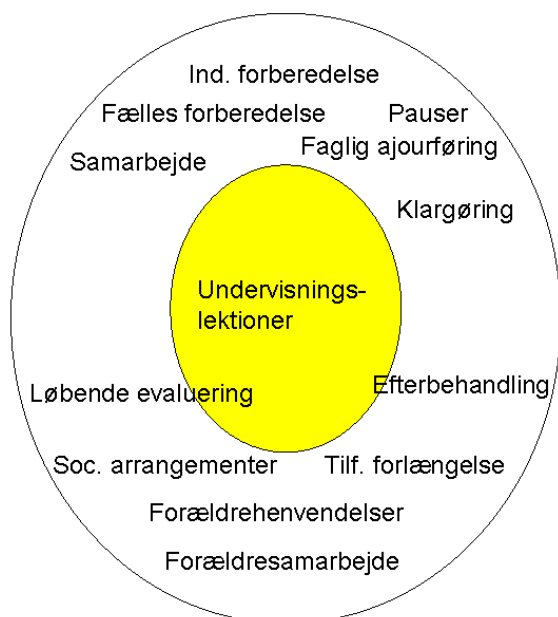 Ind. forberedelse
Fælles forberedelse
Pauser
Faglig ajourføring
Samarbejde
Klargøring
Undervisnings-
lektioner
Løbende evaluering
Efterbehandling
Soc. arrangementer
Tilf. forlængelse
Forældrehenvendelser
Forældresamarbejde